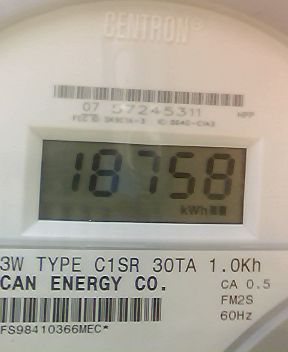 CENTRON®
07 57245311 HPP
18758
kWh
3W TYPE C1SR 30TA 1.0Kh
CAN ENERGY CO.
CA 0.5
FM2S
60Hz
FS98410366MEC*